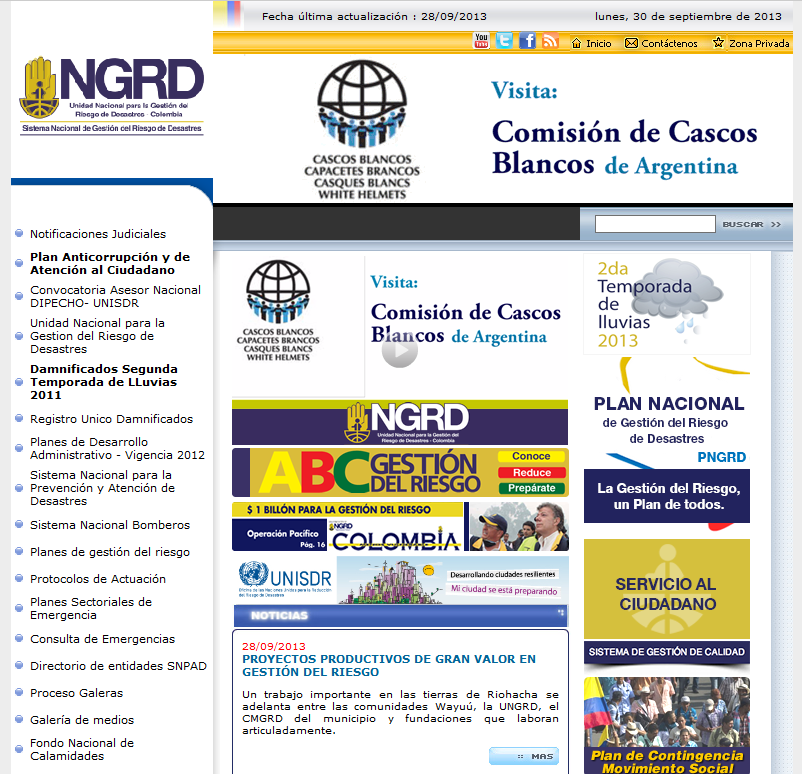 Fecha última actualización : 28/09/2013
lunes, 30 de septiembre de 2013
You
Tube
Inicio
Contáctenos
Zona Privada
NGRD
Unidad Nacional para la Gestión del
Riesgo de Desastres - Colombia
Sistema Nacional de Gestión del Riesgo de Desastres
CASCOS BLANCOS
CAPACETES BRANCOS
CASQUES BLANCS
WHITE HELMETS
Visita:
Comisión de Cascos
Blancos de Argentina
BUSCAR >>
Notificaciones Judiciales
Plan Anticorrupción y de
Atención al Ciudadano
Convocatoria Asesor Nacional
DIPECHO- UNISDR
Unidad Nacional para la
Gestion del Riesgo de
Desastres
Damnificados Segunda
Temporada de LLuvias
2011
Registro Unico Damnificados
Planes de Desarrollo
Administrativo - Vigencia 2012
Sistema Nacional para la
Prevención y Atención de
Desastres
Sistema Nacional Bomberos
Planes de gestión del riesgo
Protocolos de Actuación
Planes Sectoriales de
Emergencia
Consulta de Emergencias
Directorio de entidades SNPAD
Proceso Galeras
Galería de medios
Fondo Nacional de
Calamidades
CASCOS BLANCOS
CAPACETES BRANCOS
CASQUES BLANCS
WHITE HELMETS
Visita:
Comisión de Cascos
Blancos de Argentina
NGRD
Unidad Nacional para la Gestión del
Riesgo de Desastres - Colombia
ABC GESTIÓN
DEL RIESGO
Conoce
Reduce
Prepárate
$ 1 BILLÓN PARA LA GESTIÓN DEL RIESGO
Operación Pacífico
Pág. 16
NGRD
COLOMBIA
UNISDR
Oficina de las Naciones Unidas para la Reducción
del Riesgo de Desastres
Desarrollando ciudades resilientes
Mi ciudad se está preparando
NOTICIAS
28/09/2013
PROYECTOS PRODUCTIVOS DE GRAN VALOR EN
GESTIÓN DEL RIESGO
Un trabajo importante en las tierras de Riohacha se
adelanta entre las comunidades Wayuú, la UNGRD, el
CMGRD del municipio y fundaciones que laboran
articuladamente.
:: MAS
2da
Temporada
de
lluvias
2013
PLAN NACIONAL
de Gestión del Riesgo
de Desastres
PNGRD
La Gestión del Riesgo,
un Plan de todos.
SERVICIO AL
CIUDADANO
SISTEMA DE GESTIÓN DE CALIDAD
Plan de Contingencia
Movimiento Social